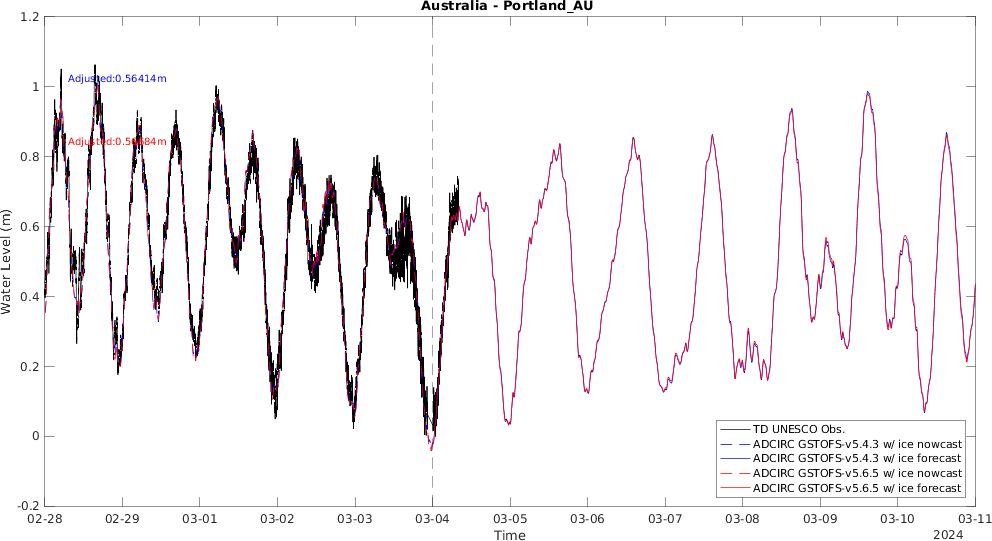 Australia - Portland_AU
1.2
1
0.8
0.6
0.4
0.2
0
-0.2
Water Level (m)
Adjusted:0.56414m
TD UNESCO Obs.
ADCIRC GSTOFS-v5.4.3 w/ ice nowcast
ADCIRC GSTOFS-v5.4.3 w/ ice forecast
ADCIRC GSTOFS-v5.6.5 w/ ice nowcast
ADCIRC GSTOFS-v5.6.5 w/ ice forecast
02-28 02-29 03-01 03-02 03-03 03-04 03-05 03-06 03-07 03-08 03-09 03-10 03-11
Time
2024